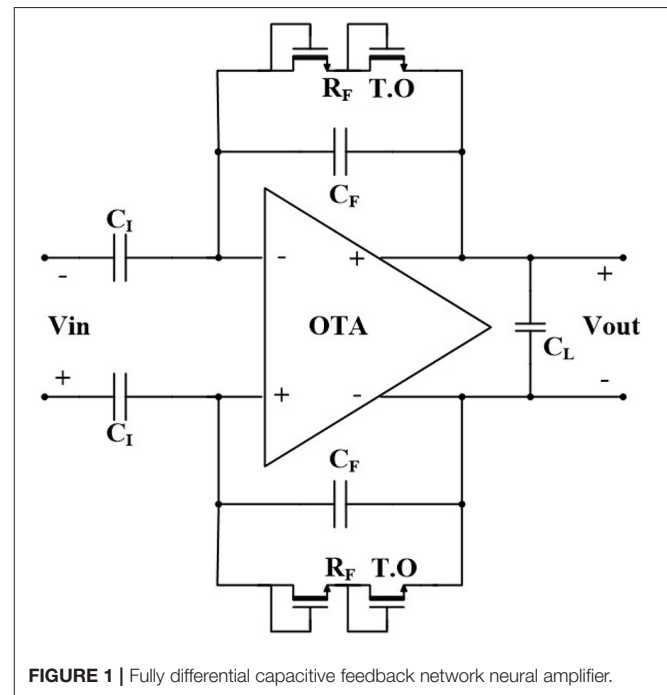 R_F T.O
C_F
C_I
- - +
+
Vin OTA Vout
C_L
+ + - -
C_I
C_F
R_F T.O
FIGURE 1 | Fully differential capacitive feedback network neural amplifier.